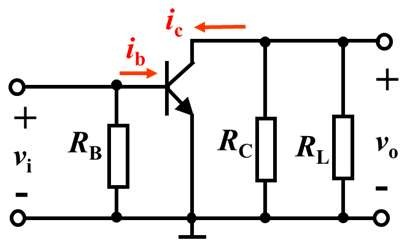 i_c
i_b
+ +
R_B R_C R_L
v_i v_o
- -